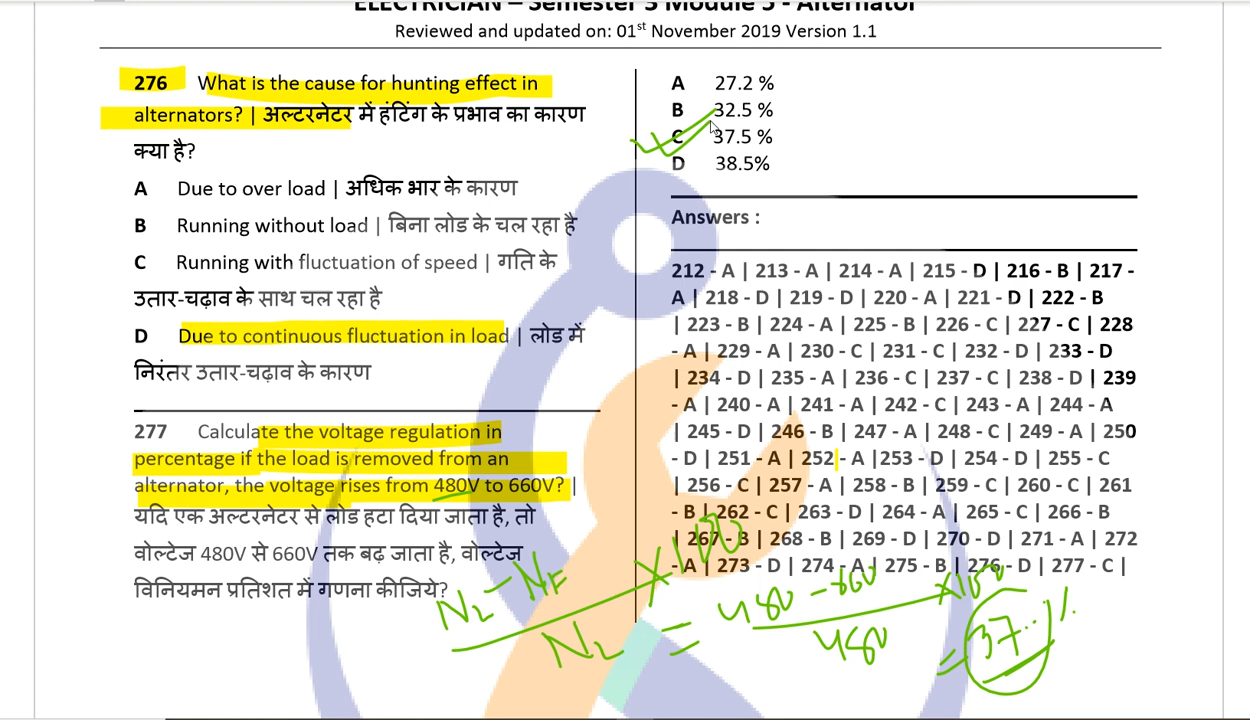 ELECTRICIAN – Semester 3 Module 5 - Alternator
Reviewed and updated on: 01st November 2019 Version 1.1
276 What is the cause for hunting effect in
alternators? | अल्टरनेटर में हंटिंग के प्रभाव का कारण
क्या है?
A Due to over load | अधिक भार के कारण
B Running without load | बिना लोड के चल रहा है
C Running with fluctuation of speed | गति के
उतार-चढ़ाव के साथ चल रहा है
D Due to continuous fluctuation in load | लोड में
निरंतर उतार-चढ़ाव के कारण
277 Calculate the voltage regulation in
percentage if the load is removed from an
alternator, the voltage rises from 480V to 660V? |
यदि एक अल्टरनेटर से लोड हटा दिया जाता है, तो
वोल्टेज 480V से 660V तक बढ़ जाता है, वोल्टेज
विनियमन प्रतिशत में गणना कीजिये?
A 27.2 %
B 32.5 %
C 37.5 %
D 38.5%
Answers :
212 - A | 213 - A | 214 - A | 215 - D | 216 - B | 217 -
A | 218 - D | 219 - D | 220 - A | 221 - D | 222 - B
| 223 - B | 224 - A | 225 - B | 226 - C | 227 - C | 228
- A | 229 - A | 230 - C | 231 - C | 232 - D | 233 - D
| 234 - D | 235 - A | 236 - C | 237 - C | 238 - D | 239
- A | 240 - A | 241 - A | 242 - C | 243 - A | 244 - A
| 245 - D | 246 - B | 247 - A | 248 - C | 249 - A | 250
- D | 251 - A | 252 - A |253 - D | 254 - D | 255 - C
| 256 - C | 257 - A | 258 - B | 259 - C | 260 - C | 261
- B | 262 - C | 263 - D | 264 - A | 265 - C | 266 - B
| 267 - B | 268 - B | 269 - D | 270 - D | 271 - A | 272
- A | 273 - D | 274 - A | 275 - B | 276 - D | 277 - C |
NL - NF × 100
NL
= 480 - 660 × 100
480
= 37..%